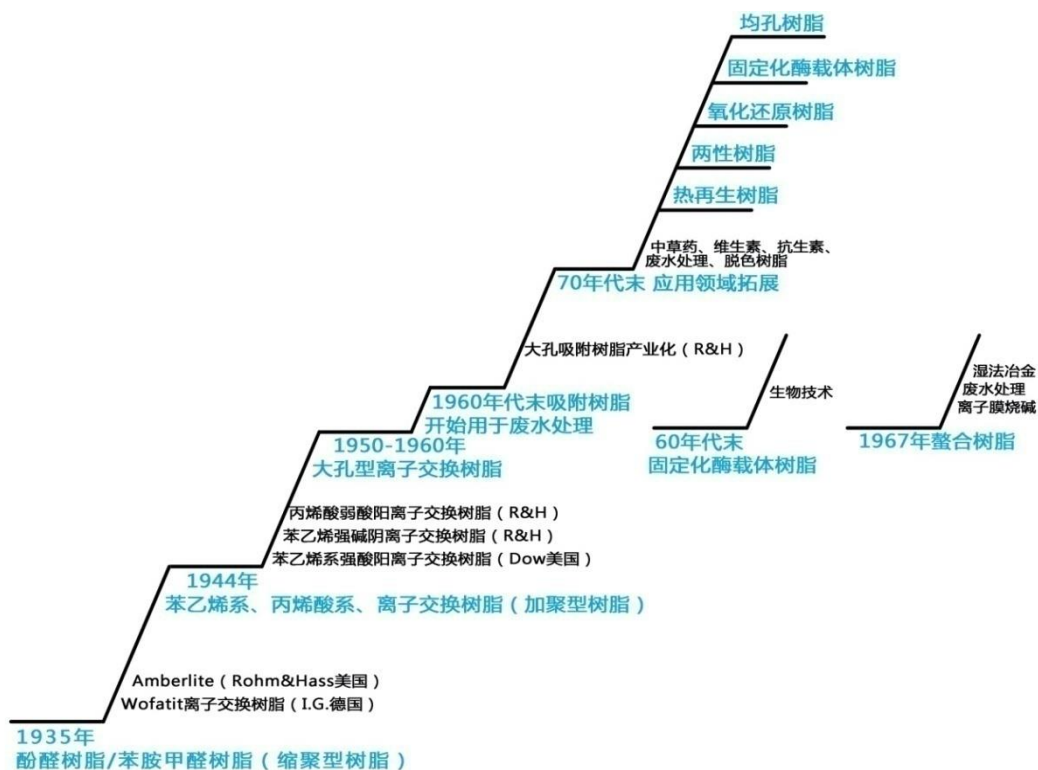 均孔树脂
固定化酶载体树脂
氧化还原树脂
两性树脂
热再生树脂
中草药、维生素、抗生素、
废水处理、脱色树脂
70年代末 应用领域拓展
大孔吸附树脂产业化（R&H）
1960年代末吸附树脂
开始用于废水处理
1950-1960年
大孔型离子交换树脂
生物技术
60年代末
固定化酶载体树脂
湿法冶金
废水处理
离子膜烧碱
1967年螯合树脂
丙烯酸弱酸阳离子交换树脂（R&H）
苯乙烯强碱阴离子交换树脂（R&H）
苯乙烯系强酸阳离子交换树脂（Dow美国）
1944年
苯乙烯系、丙烯酸系、离子交换树脂（加聚型树脂）
Amberlite（Rohm&Hass美国）
Wofatit离子交换树脂（I.G.德国）
1935年
酚醛树脂/苯胺甲醛树脂（缩聚型树脂）